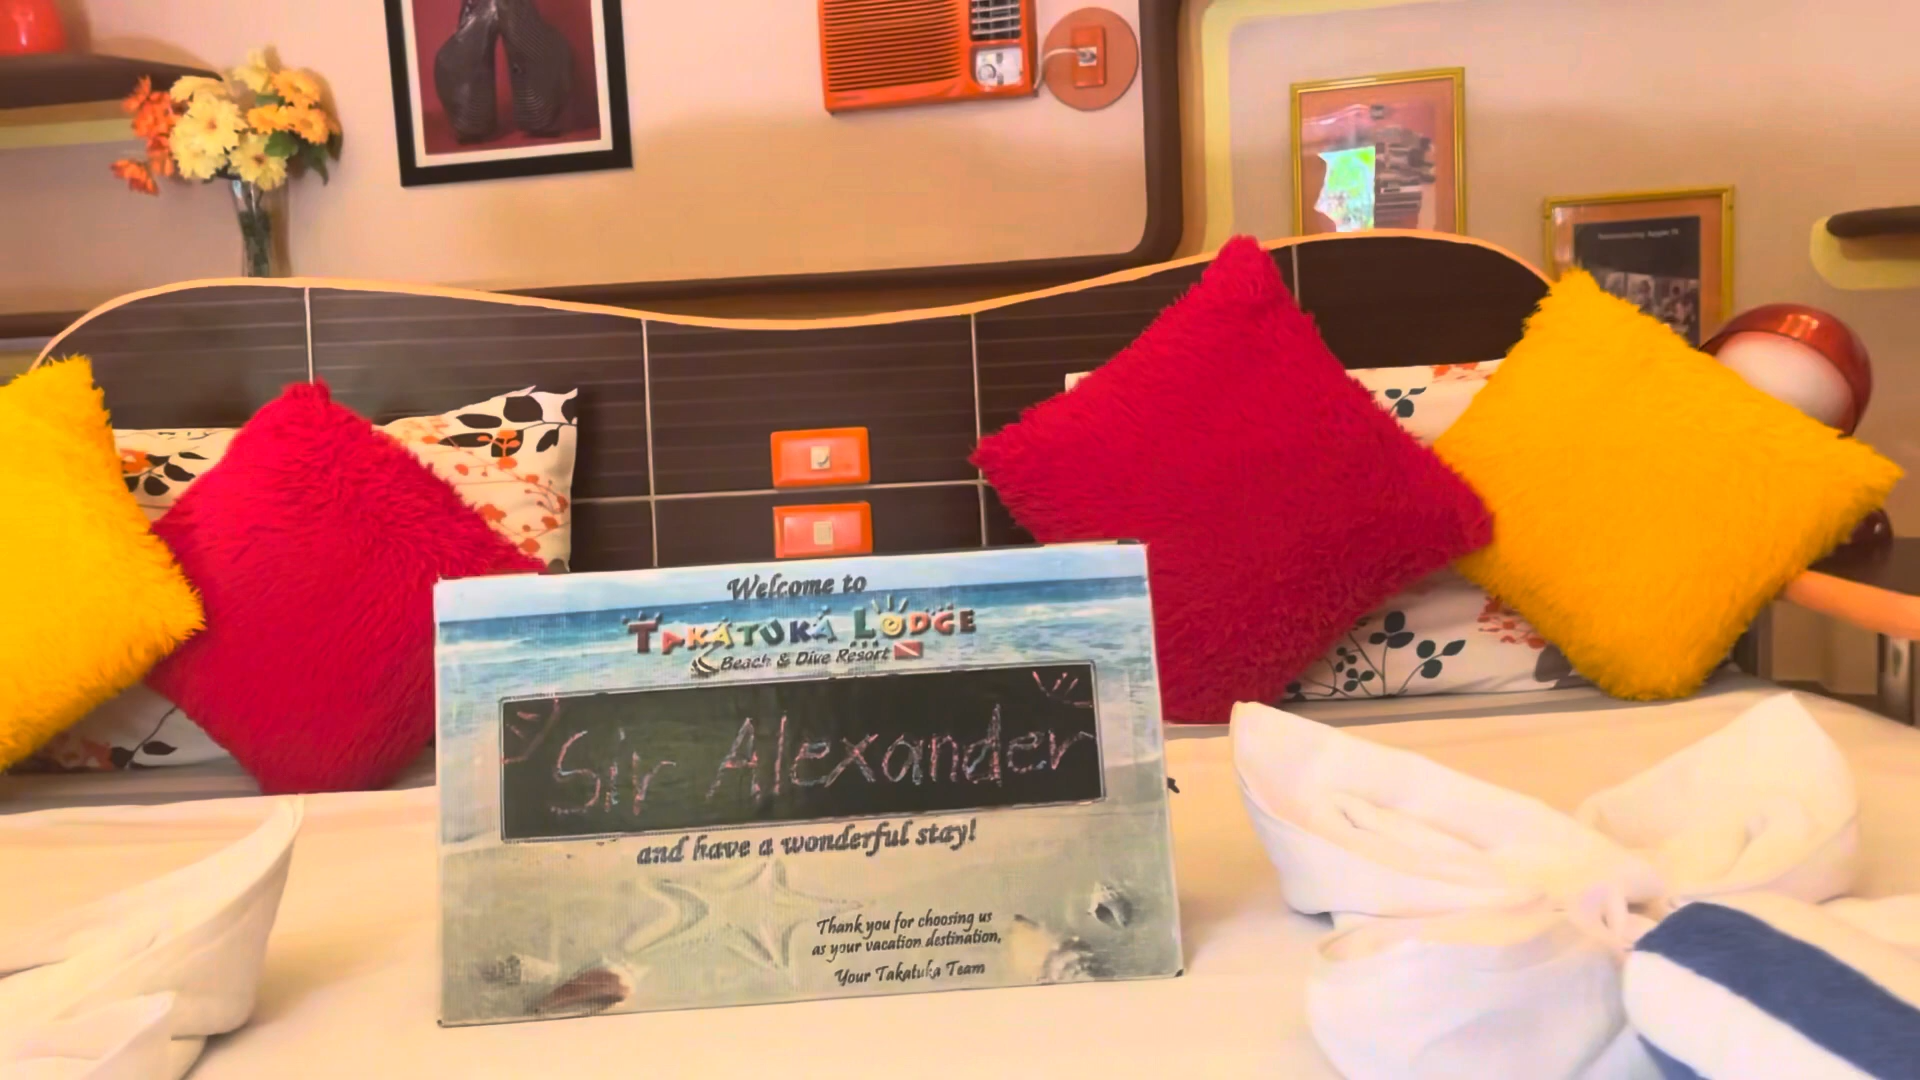 Welcome to
TAKATUKA LODGE
Beach & Dive Resort
Sir Alexander
and have a wonderful stay!
Thank you for choosing us
as your vacation destination,
Your Takatuka Team